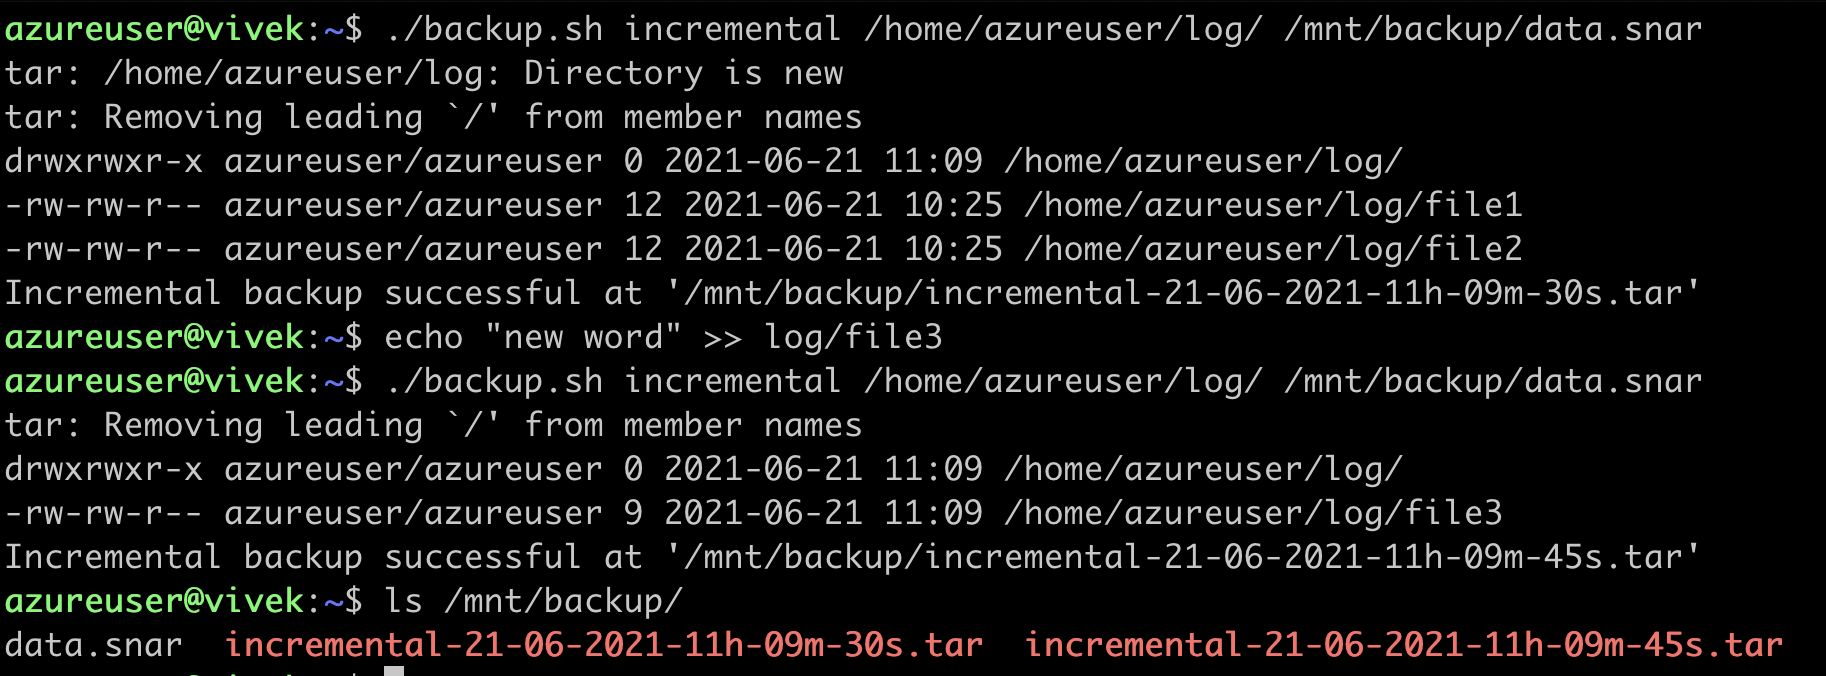 azureuser@vivek:~$ ./backup.sh incremental /home/azureuser/log/ /mnt/backup/data.snar
tar: /home/azureuser/log: Directory is new
tar: Removing leading `/' from member names
drwxrwxr-x azureuser/azureuser 0 2021-06-21 11:09 /home/azureuser/log/
-rw-rw-r-- azureuser/azureuser 12 2021-06-21 10:25 /home/azureuser/log/file1
-rw-rw-r-- azureuser/azureuser 12 2021-06-21 10:25 /home/azureuser/log/file2
Incremental backup successful at '/mnt/backup/incremental-21-06-2021-11h-09m-30s.tar'
azureuser@vivek:~$ echo "new word" >> log/file3
azureuser@vivek:~$ ./backup.sh incremental /home/azureuser/log/ /mnt/backup/data.snar
tar: Removing leading `/' from member names
drwxrwxr-x azureuser/azureuser 0 2021-06-21 11:09 /home/azureuser/log/
-rw-rw-r-- azureuser/azureuser 9 2021-06-21 11:09 /home/azureuser/log/file3
Incremental backup successful at '/mnt/backup/incremental-21-06-2021-11h-09m-45s.tar'
azureuser@vivek:~$ ls /mnt/backup/
data.snar  incremental-21-06-2021-11h-09m-30s.tar  incremental-21-06-2021-11h-09m-45s.tar